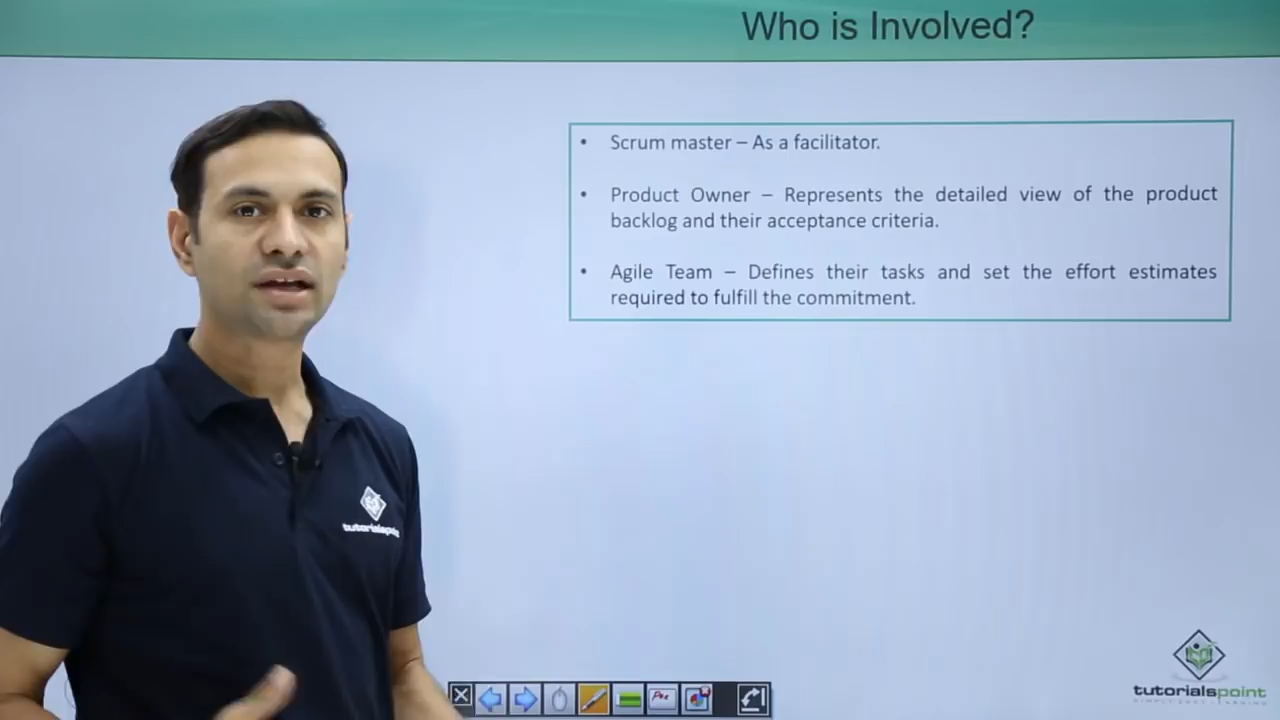 Who is Involved?
• Scrum master – As a facilitator.
• Product Owner – Represents the detailed view of the product
backlog and their acceptance criteria.
• Agile Team – Defines their tasks and set the effort estimates
required to fulfill the commitment.
tutorialspoint
tutorialspoint